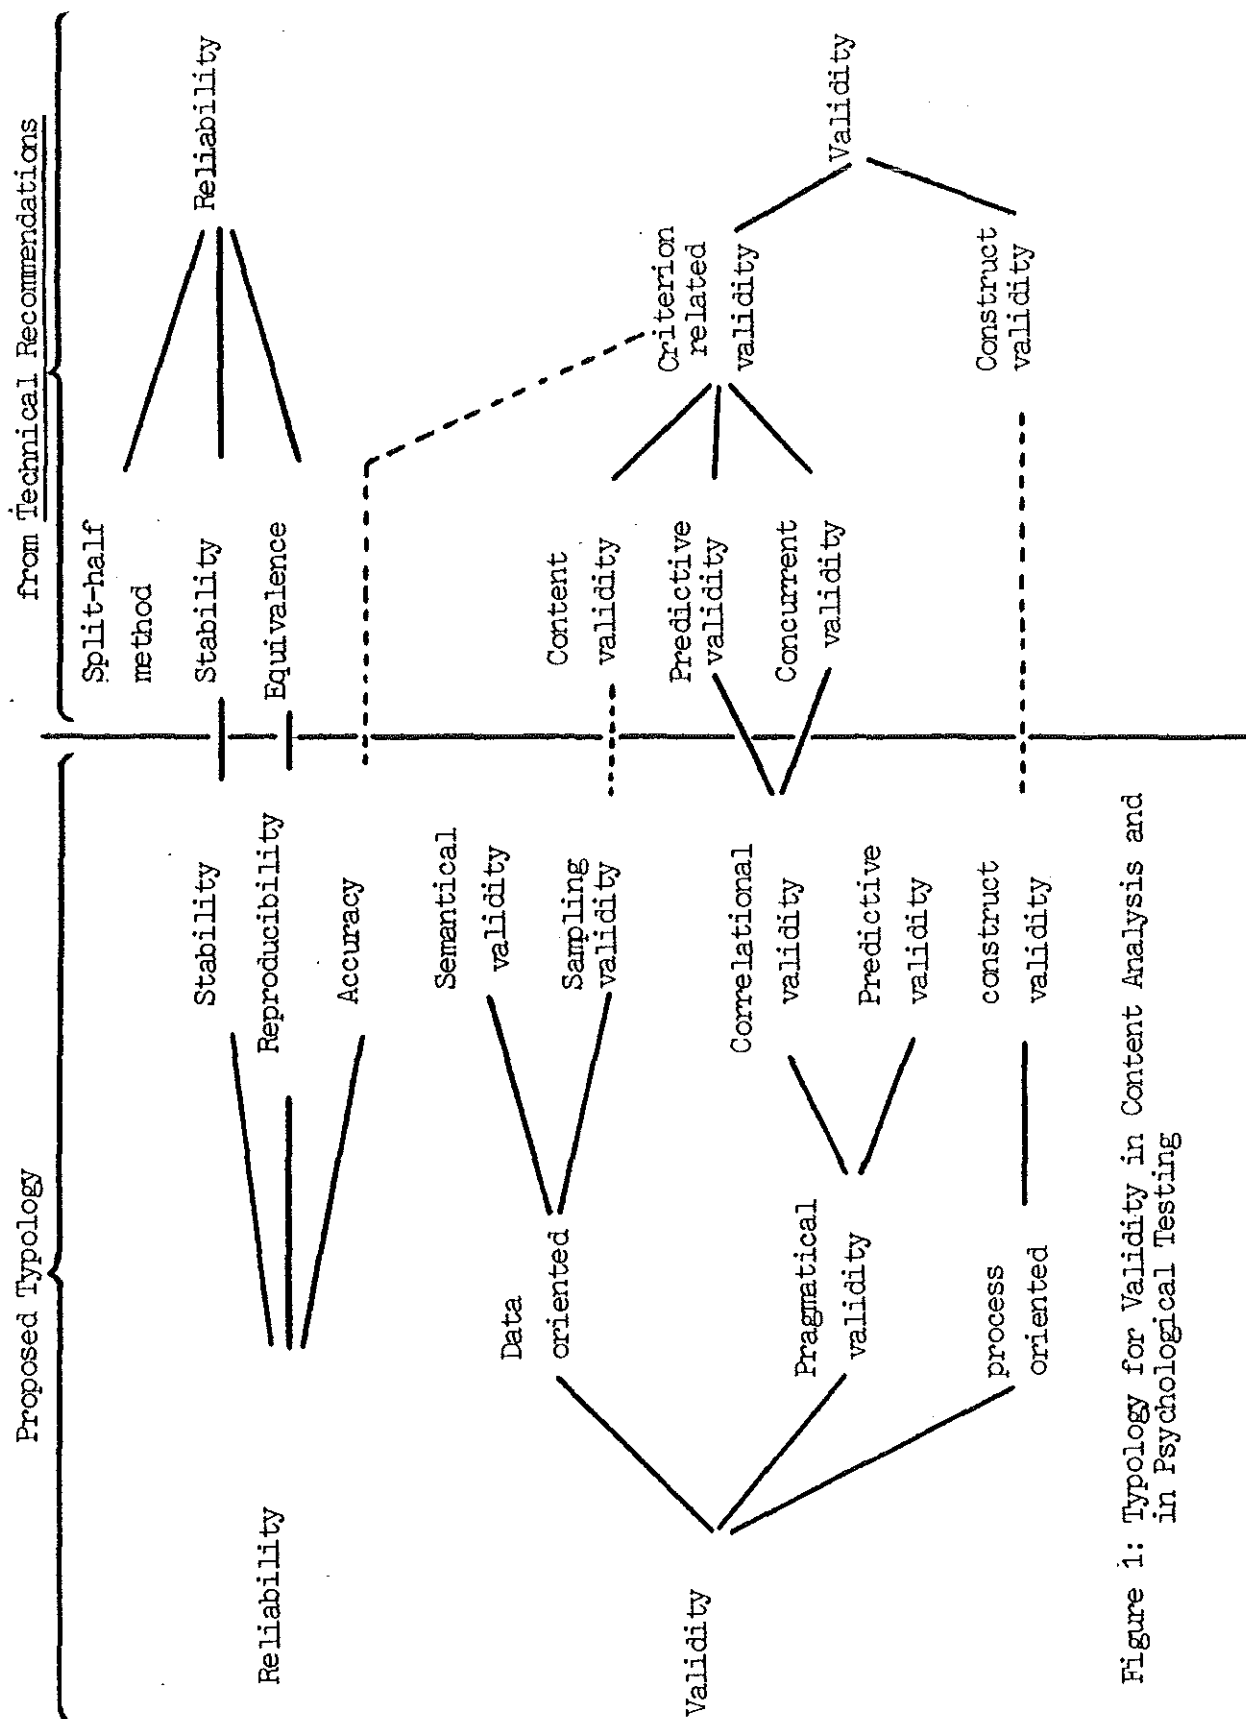 Proposed Typology
from Technical Recommendations
Reliability
Stability
Reproducibility
Accuracy
Split-half
method
Stability
Equivalence
Reliability
Validity
Data
oriented
Semantical
validity
Sampling
validity
Pragmatical
validity
Correlational
validity
Predictive
validity
process
oriented
construct
validity
Content
validity
Predictive
validity
Concurrent
validity
Criterion
related
validity
Construct
validity
Validity
Figure 1: Typology for Validity in Content Analysis and
in Psychological Testing